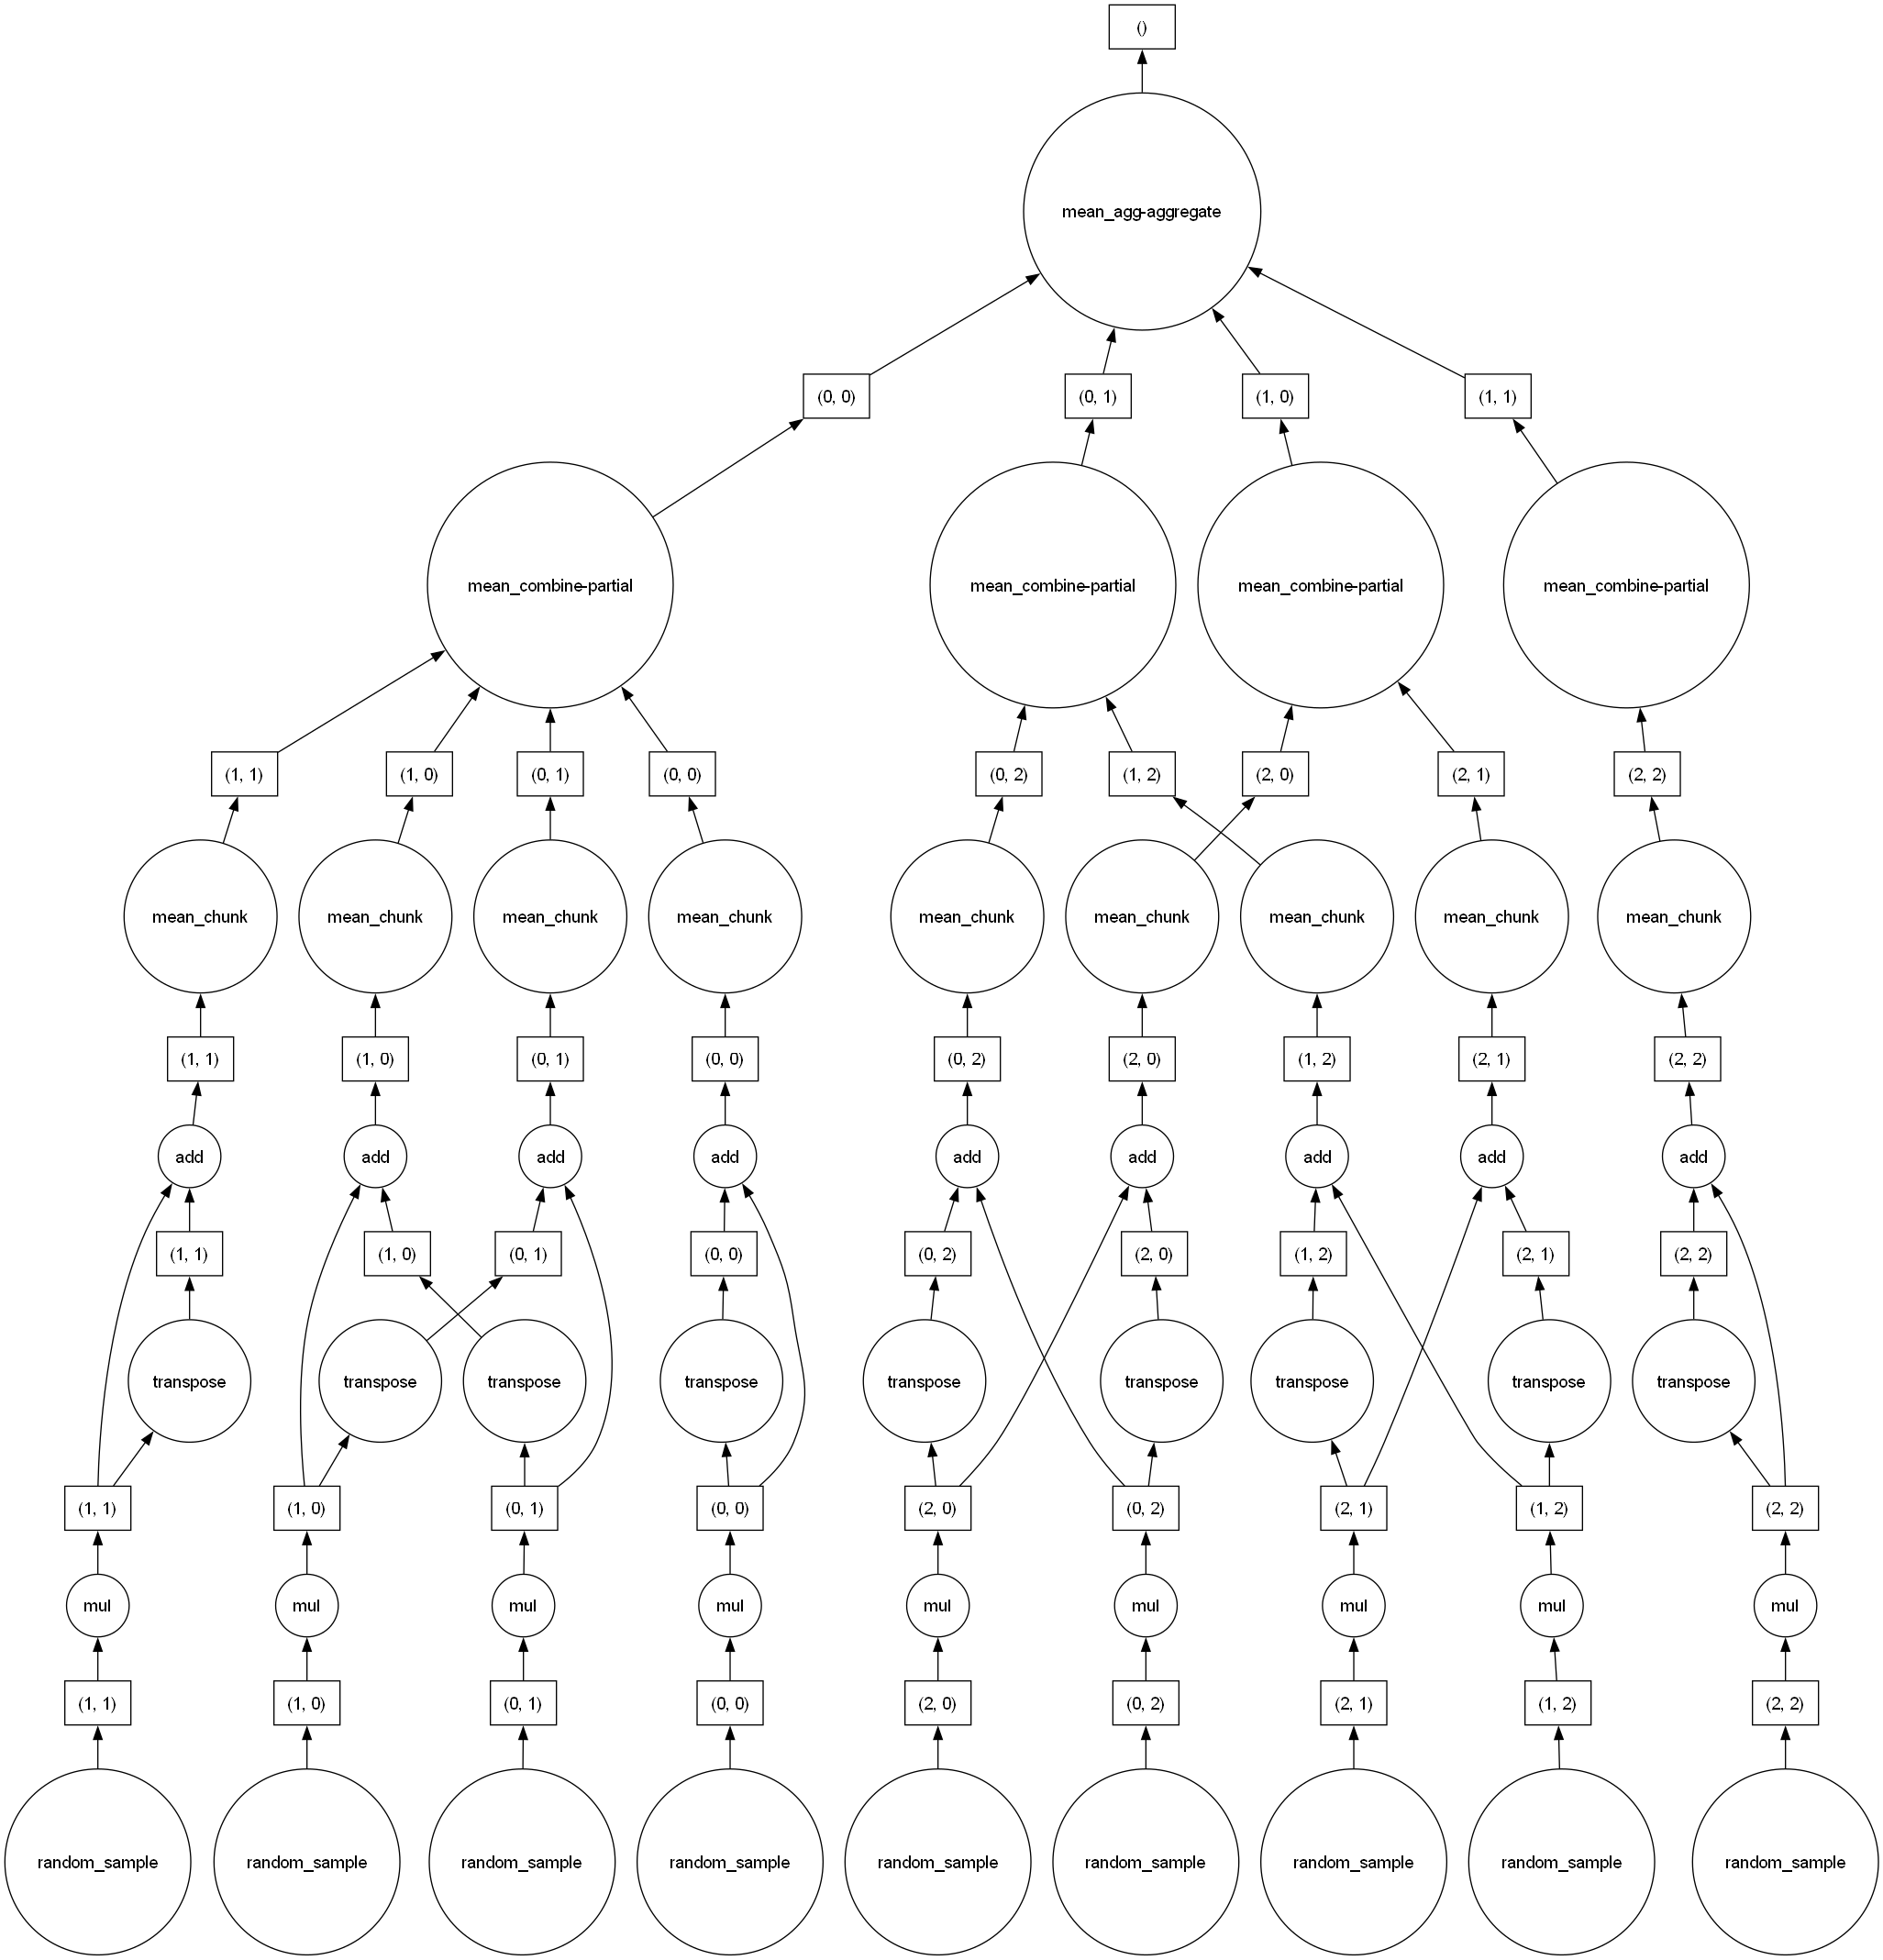 ()
mean_agg-aggregate
(0, 0)
(0, 1)
(1, 0)
(1, 1)
mean_combine-partial
mean_combine-partial
mean_combine-partial
mean_combine-partial
(1, 1)
(1, 0)
(0, 1)
(0, 0)
(0, 2)
(1, 2)
(2, 0)
(2, 1)
(2, 2)
mean_chunk
mean_chunk
mean_chunk
mean_chunk
mean_chunk
mean_chunk
mean_chunk
mean_chunk
mean_chunk
(1, 1)
(1, 0)
(0, 1)
(0, 0)
(0, 2)
(2, 0)
(1, 2)
(2, 1)
(2, 2)
add
add
add
add
add
add
add
add
add
(1, 1)
(1, 0)
(0, 1)
(0, 0)
(0, 2)
(2, 0)
(1, 2)
(2, 1)
(2, 2)
transpose
transpose
transpose
transpose
transpose
transpose
transpose
transpose
transpose
(1, 1)
(1, 0)
(0, 1)
(0, 0)
(2, 0)
(0, 2)
(2, 1)
(1, 2)
(2, 2)
mul
mul
mul
mul
mul
mul
mul
mul
mul
(1, 1)
(1, 0)
(0, 1)
(0, 0)
(2, 0)
(0, 2)
(2, 1)
(1, 2)
(2, 2)
random_sample
random_sample
random_sample
random_sample
random_sample
random_sample
random_sample
random_sample
random_sample